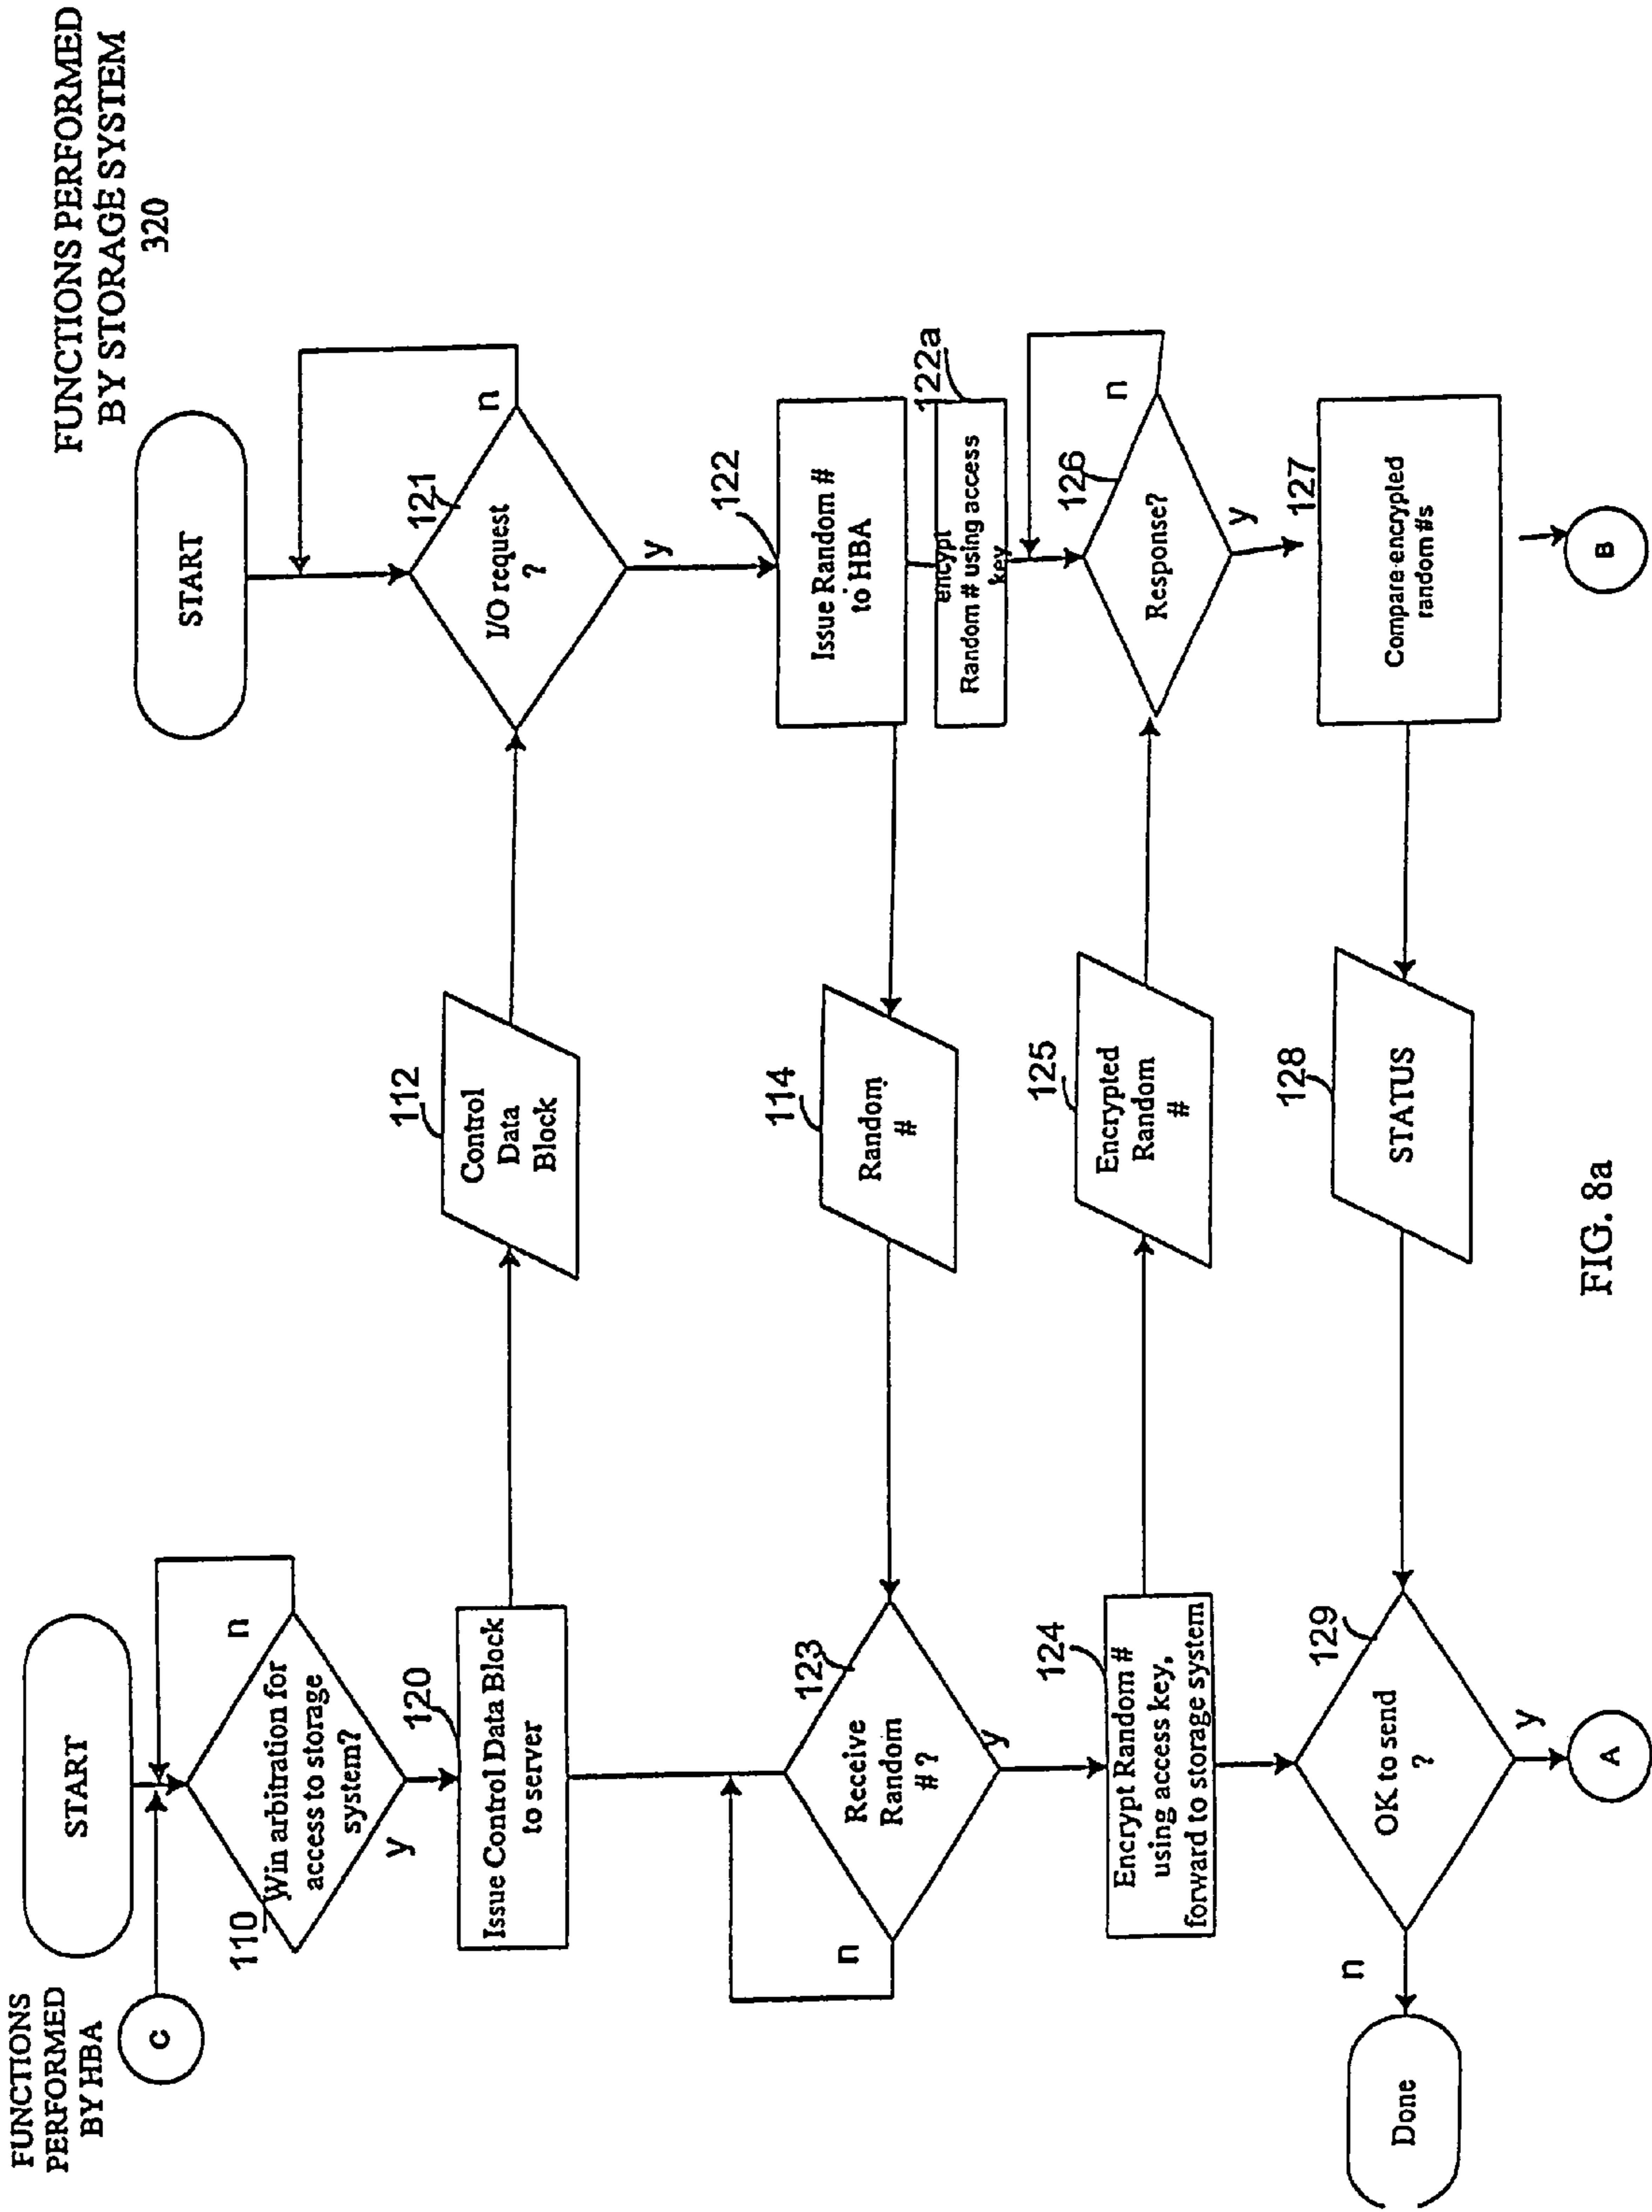 FUNCTIONS
PERFORMED
BY HBA
FUNCTIONS PERFORMED
BY STORAGE SYSTEM
320
C
START
START
110
Win arbitration for
access to storage
system?
n
y
120
Issue Control Data Block
to server
112
Control
Data
Block
121
I/O request
?
n
y
122
Issue Random #
to HBA
122a
encrypt
Random # using access
key
114
Random
#
123
Receive
Random
# ?
n
y
124
Encrypt Random #
using access key,
forward to storage system
125
Encrypted
Random
#
126
Response?
n
y
127
Compare encrypted
random #s
128
STATUS
129
OK to send
?
n
y
Done
A
B
FIG. 8a